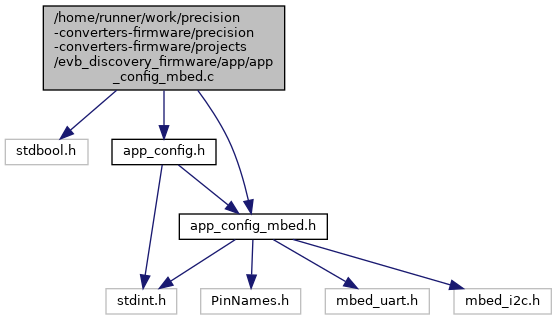 /home/runner/work/precision
-converters-firmware/precision
-converters-firmware/projects
/evb_discovery_firmware/app/app
_config_mbed.c
stdbool.h
app_config.h
app_config_mbed.h
stdint.h
PinNames.h
mbed_uart.h
mbed_i2c.h